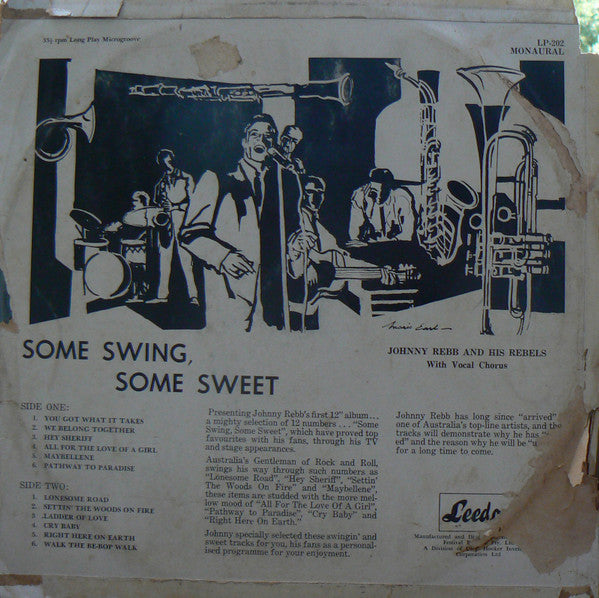 33⅓ rpm Long Play Microgroove
LP-202
MONAURAL
SOME SWING,
SOME SWEET
JOHNNY REBB AND HIS REBELS
With Vocal Chorus
SIDE ONE:
1. YOU GOT WHAT IT TAKES
2. WE BELONG TOGETHER
3. HEY SHERIFF
4. ALL FOR THE LOVE OF A GIRL
5. MAYBELLENE
6. PATHWAY TO PARADISE
SIDE TWO:
1. LONESOME ROAD
2. SETTIN' THE WOODS ON FIRE
3. LADDER OF LOVE
4. CRY BABY
5. RIGHT HERE ON EARTH
6. WALK THE BE-BOP WALK
Presenting Johnny Rebb's first 12" album...
a mighty selection of 12 numbers... "Some
Swing, Some Sweet", which have proved top
favourites with his fans, through his TV
and stage appearances.
Australia's Gentleman of Rock and Roll,
swings his way through such numbers as
"Lonesome Road", "Hey Sheriff", "Settin'
The Woods on Fire" and "Maybellene",
these items are studded with the more mel-
low mood of "All For The Love Of A Girl",
"Pathway to Paradise", "Cry Baby" and
"Right Here On Earth."
Johnny specially selected these swingin' and
sweet tracks for you, his fans as a personal-
ised programme for your enjoyment.
Johnny Rebb has long since "arrived"
one of Australia's top-line artists, and the
tracks will demonstrate why he has
ed" and the reason why he will be
for a long time to come.
Leeds
Manufactured and
Festival Pty. Ltd
A Division of Hooker
Corporation Ltd